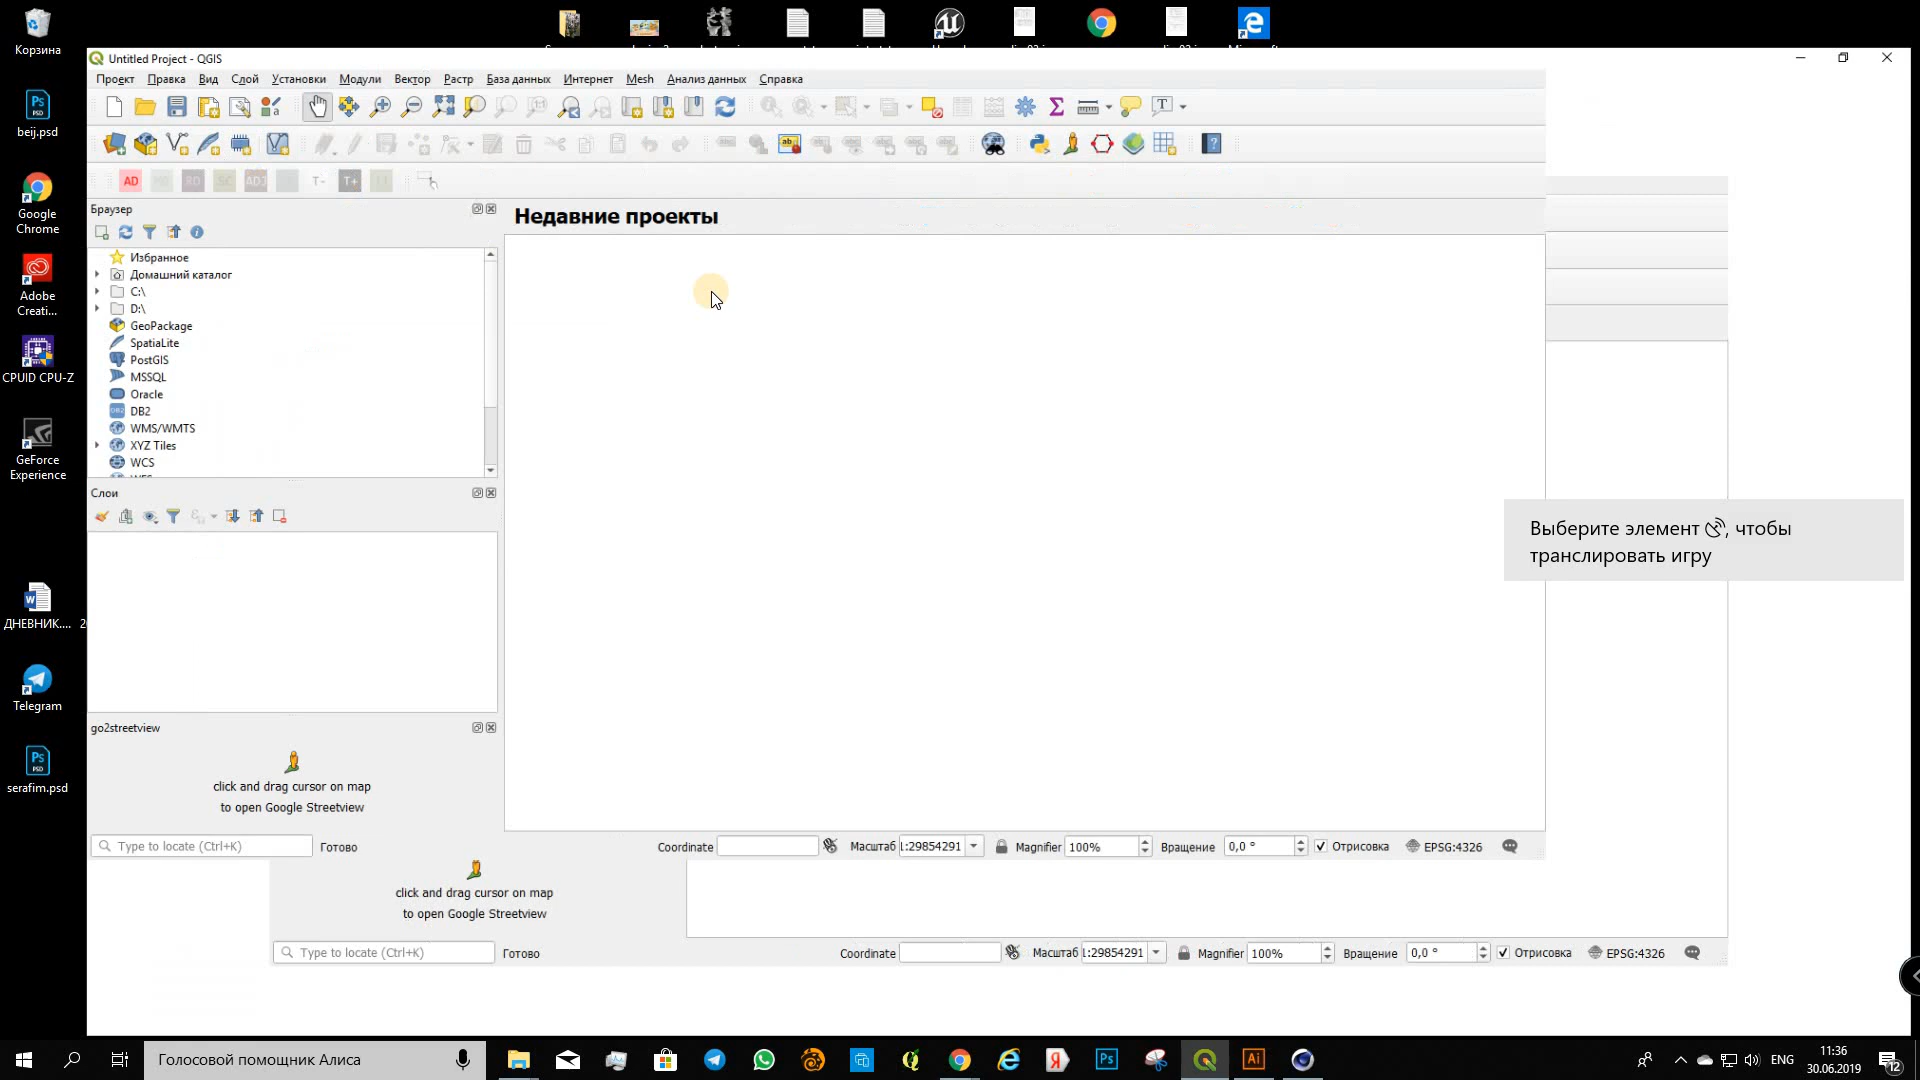 Корзина
beij.psd
Google
Chrome
Adobe
Creati...
CPUID CPU-Z
GeForce
Experience
ДНЕВНИК....
Telegram
serafim.psd
Untitled Project - QGIS
Проект Правка Вид Слой Установки Модули Вектор Растр База данных Интернет Mesh Анализ данных Справка
AD
T-
T+
Браузер
Недавние проекты
Избранное
Домашний каталог
C:\
D:\
GeoPackage
SpatiaLite
PostGIS
MSSQL
Oracle
DB2
WMS/WMTS
XYZ Tiles
WCS
Слои
go2streetview
click and drag cursor on map
to open Google Streetview
Type to locate (Ctrl+K) Готово Coordinate Масштаб 1:29854291 Magnifier 100% Вращение 0,0 ° Отрисовка EPSG:4326
click and drag cursor on map
to open Google Streetview
Type to locate (Ctrl+K) Готово Coordinate Масштаб 1:29854291 Magnifier 100% Вращение 0,0 ° Отрисовка EPSG:4326
Выберите элемент , чтобы
транслировать игру
Голосовой помощник Алиса
ENG
11:36
30.06.2019
12